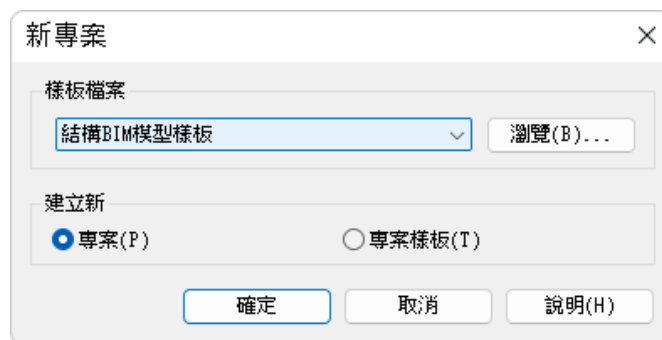 新專案
樣板檔案
結構BIM模型樣板
瀏覽(B)...
建立新
專案(P)
專案樣板(T)
確定
取消
說明(H)